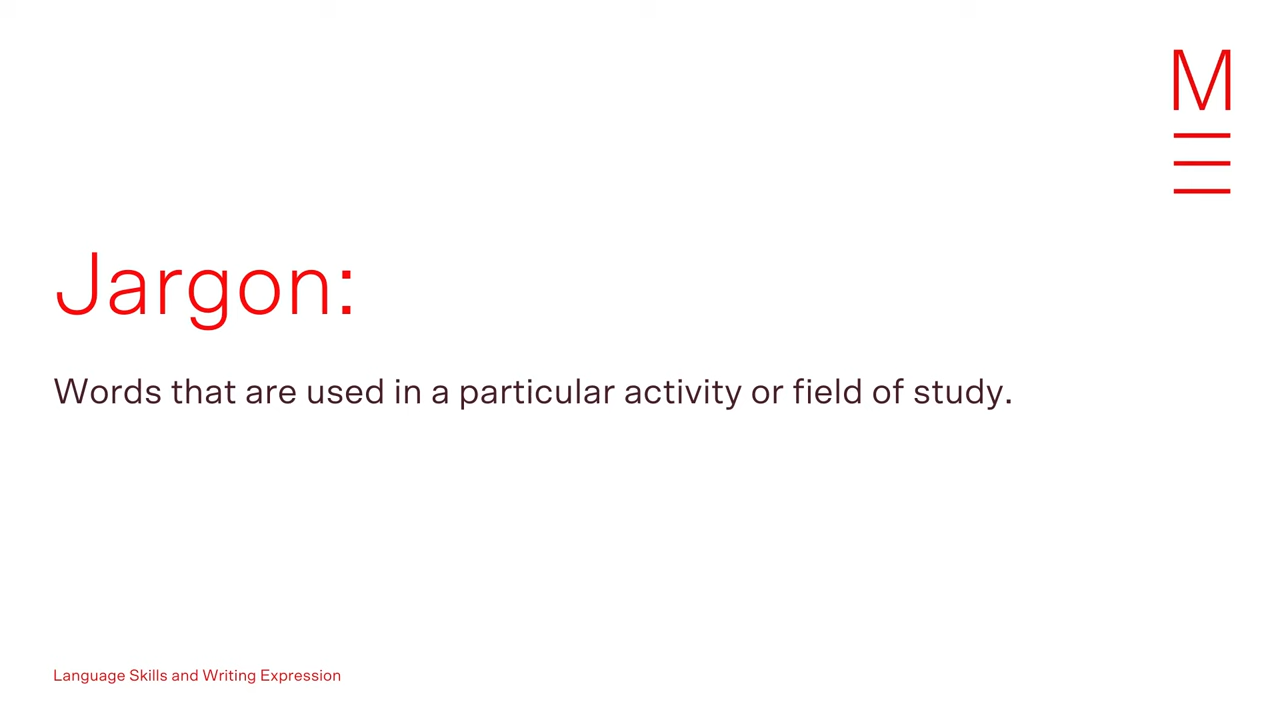 M
Jargon:
Words that are used in a particular activity or field of study.
Language Skills and Writing Expression